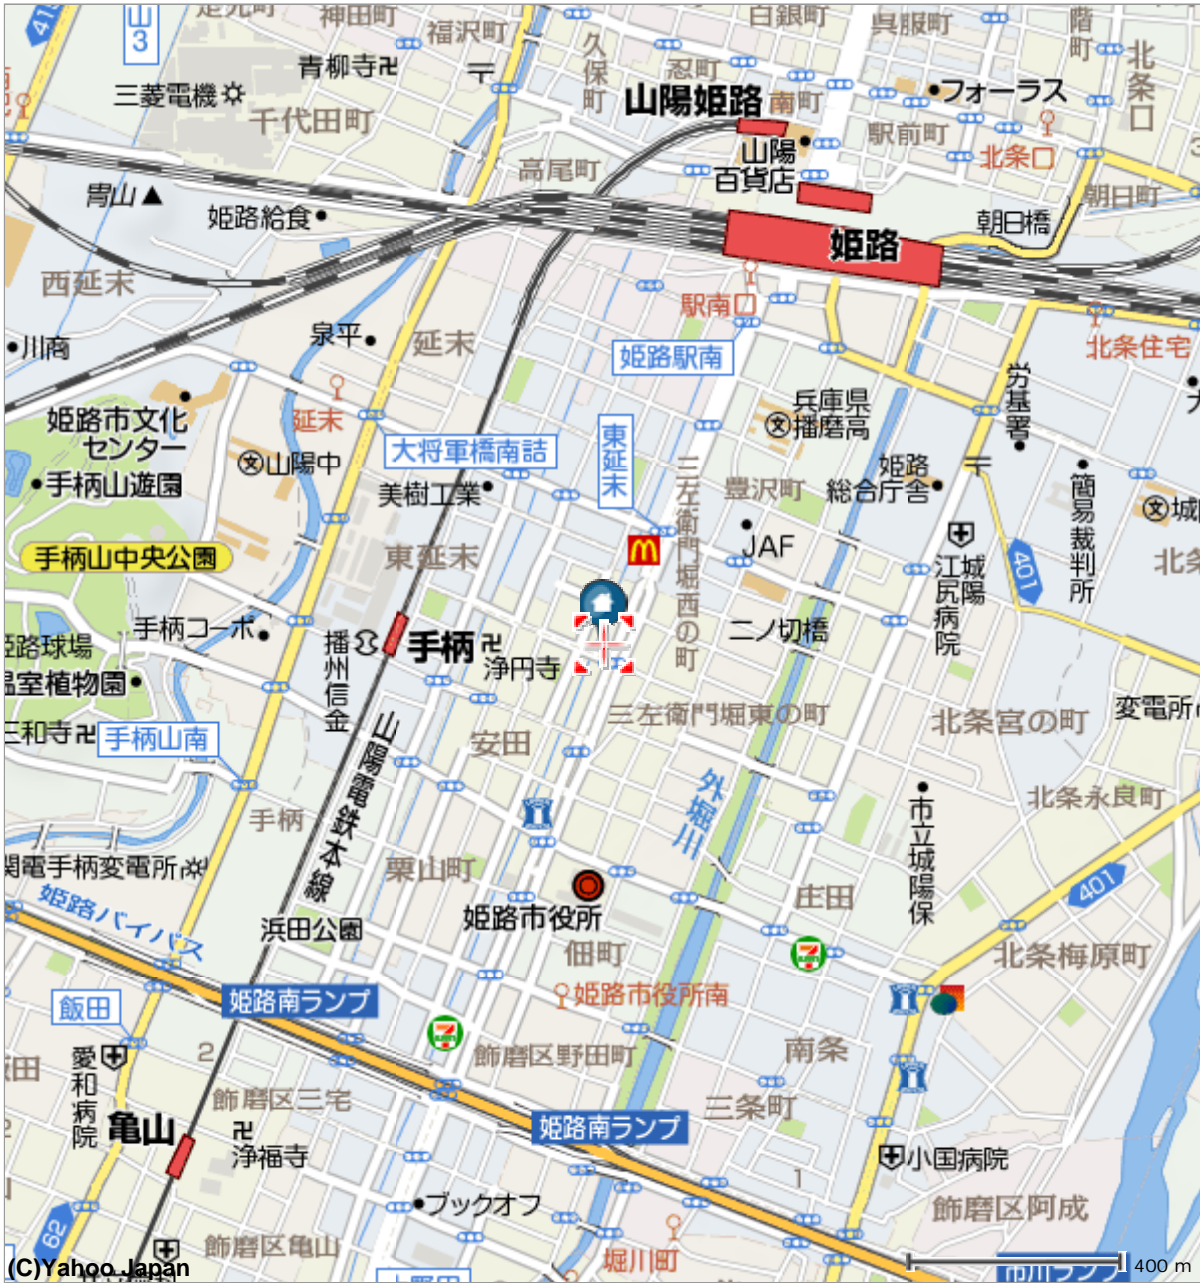 415
山
3
足元町
神田町
福沢町
久保町
白銀町
呉服町
階町
北条口
忍町
青柳寺
三菱電機
千代田町
山陽姫路
南町
フォーラス
駅前町
北条口
山陽
百貨店
高尾町
朝日町
朝日橋
冑山
姫路給食
姫路
西延末
駅南口
川商
泉平
延末
姫路駅南
北条住宅
労基署
姫路市文化
センター
延末
大将軍橋南詰
東延末
兵庫県
播磨高
山陽中
手柄山遊園
美樹工業
三左衛門堀西の町
豊沢町
姫路
総合庁舎
簡易裁判所
手柄山中央公園
東延末
JAF
江尻病院
城陽
401
手柄コーポ
播州信金
手柄
浄円寺
二ノ切橋
姫路球場
温室植物園
三和寺
手柄山南
山陽電鉄本線
安田
三左衛門堀東の町
北条宮の町
変電所
外堀川
北条永良町
手柄
市立城陽保
関電手柄変電所
栗山町
庄田
401
姫路バイパス
浜田公園
姫路市役所
佃町
北条梅原町
姫路南ランプ
姫路市役所南
飯田
2
愛和病院
飾磨区野田町
南条
飾磨区三宅
三条町
亀山
浄福寺
姫路南ランプ
小国病院
1
飾磨区阿成
ブックオフ
62
飾磨区亀山
堀川町
市川ランプ
400 m
(C)Yahoo Japan